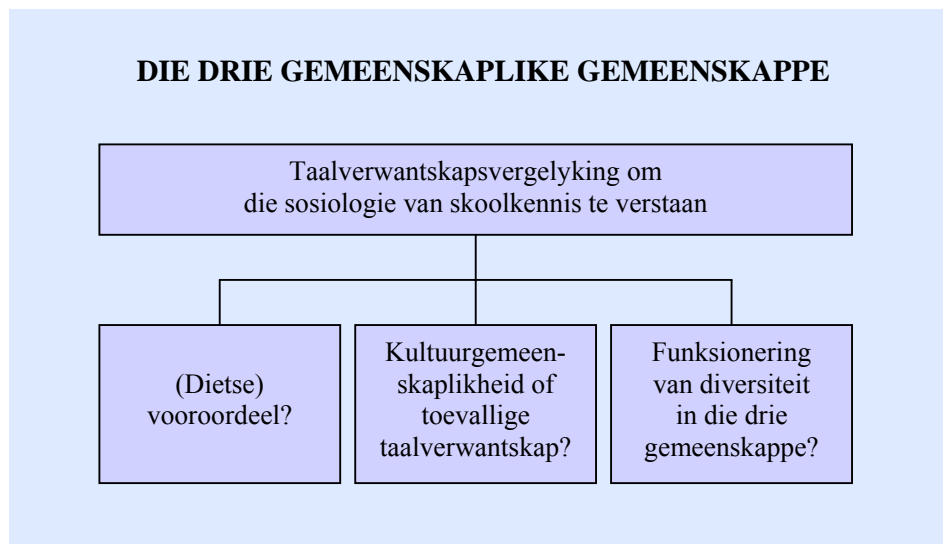 DIE DRIE GEMEENSKAPLIKE GEMEENSKAPPE
Taalverwantskapsvergelyking om
die sosiologie van skoolkennis te verstaan
(Dietse)
vooroordeel?
Kultuurgemeen-
skaplikheid of
toevallige
taalverwantskap?
Funksionering
van diversiteit
in die drie
gemeenskappe?